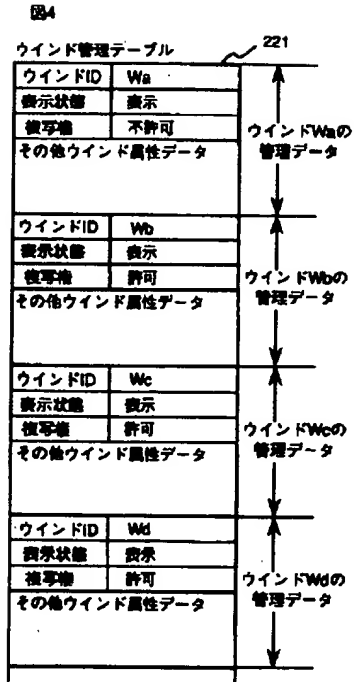 図4
ウインド管理テーブル
221
ウインドID Wa
表示状態 表示
複写権 不許可
その他ウインド属性データ
ウインドWaの
管理データ
ウインドID Wb
表示状態 表示
複写権 許可
その他ウインド属性データ
ウインドWbの
管理データ
ウインドID Wc
表示状態 表示
複写権 許可
その他ウインド属性データ
ウインドWcの
管理データ
ウインドID Wd
表示状態 表示
複写権 許可
その他ウインド属性データ
ウインドWdの
管理データ